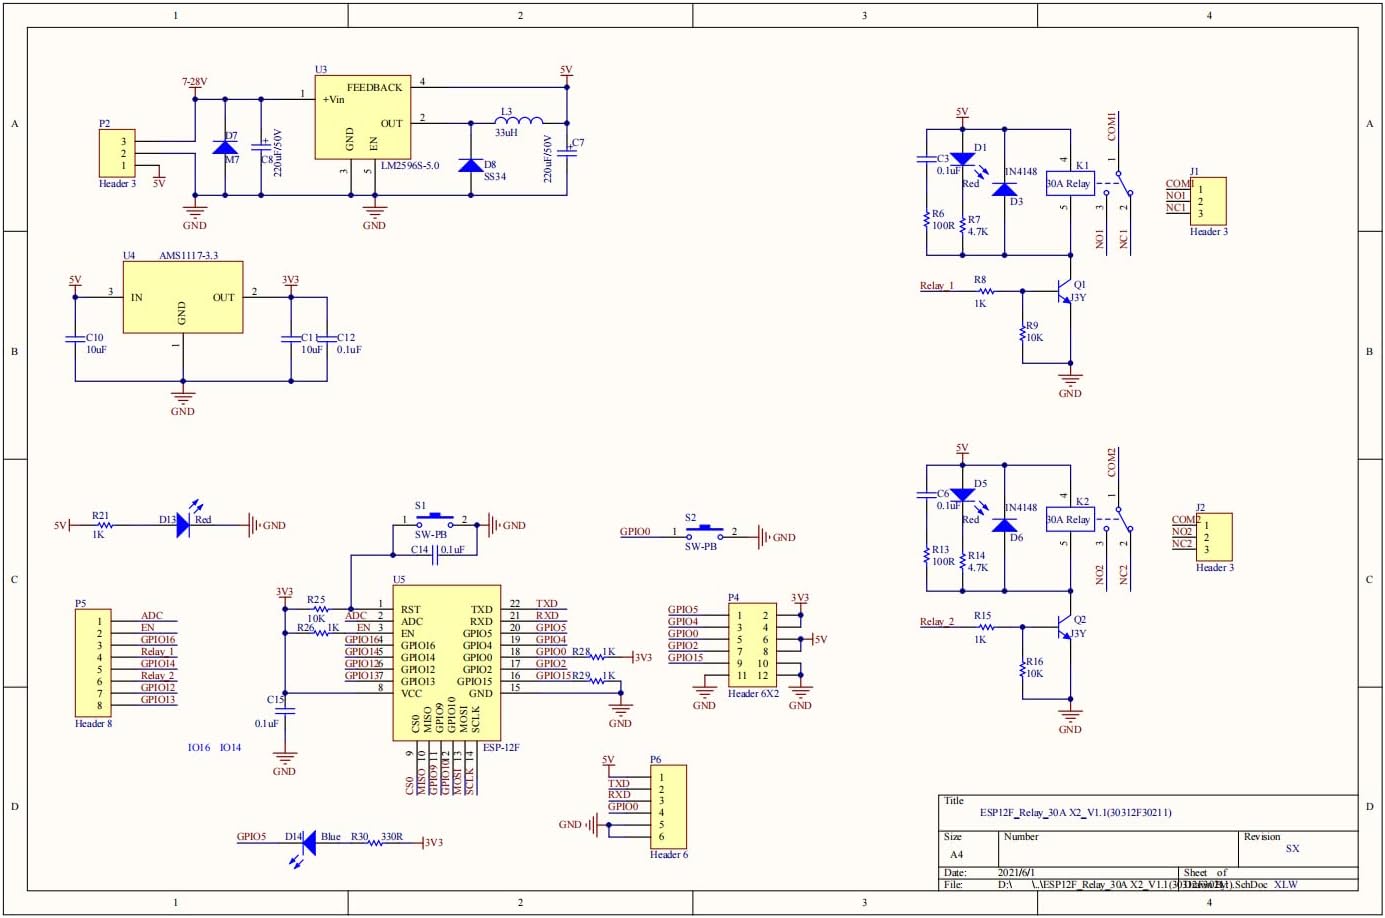 1 2 3 4
A
B
C
D
A
B
C
D
1 2 3 4
7-28V
P2
3
2
1
Header 3
5V
D7
M7
C8
220uF/50V
GND
U3
1
+Vin
FEEDBACK
4
OUT
2
GND
EN
3
5
LM2596S-5.0
GND
L3
33uH
D8
SS34
5V
C7
220uF/50V
U4
AMS1117-3.3
5V
3
IN
OUT
2
3V3
GND
1
C10
10uF
C11
10uF
C12
0.1uF
GND
5V
D1
C3
0.1uF
Red
IN4148
D3
R6
100R
R7
4.7K
K1
30A Relay
4
5
COM1
1
3
2
NO1
NC1
J1
COM1
NO1
NC1
1
2
3
Header 3
Relay_1
R8
1K
Q1
J3Y
R9
10K
GND
5V
D5
C6
0.1uF
Red
IN4148
D6
R13
100R
R14
4.7K
K2
30A Relay
4
5
COM2
1
3
2
NO2
NC2
J2
COM2
NO2
NC2
1
2
3
Header 3
Relay_2
R15
1K
Q2
J3Y
R16
10K
GND
5V
R21
1K
D13
Red
GND
S1
1 2
SW-PB
GND
C14 0.1uF
GPIO0
S2
1 2
SW-PB
GND
P5
1 ADC
2 EN
3 GPIO16
4 Relay_1
5 GPIO14
6 Relay_2
7 GPIO12
8 GPIO13
Header 8
IO16 IO14
3V3
R25
10K
R26 1K
C15
0.1uF
GND
U5
1 RST
ADC 2 ADC
EN 3 EN
GPIO16 4 GPIO16
GPIO14 5 GPIO14
GPIO12 6 GPIO12
GPIO13 7 GPIO13
8 VCC
TXD 22 TXD
RXD 21 RXD
GPIO5 20 GPIO5
GPIO4 19 GPIO4
GPIO0 18 GPIO0
GPIO2 17 GPIO2
GPIO15 16 GPIO15
GND 15
R28 1K
3V3
R29 1K
GND
CS0
MISO
GPIO9
GPIO10
MOSI
SCLK
9
10
11
12
13
14
CS0
MISO
GPIO9
GPIO10
MOSI
SCLK
ESP-12F
P4
GPIO5
GPIO4
GPIO0
GPIO2
GPIO15
1 2
3 4
5 6
7 8
9 10
11 12
3V3
5V
Header 6X2
GND
GND
P6
5V
TXD
RXD
GPIO0
GND
1
2
3
4
5
6
Header 6
GPIO5
D14
Blue
R30
330R
3V3
Title
ESP12F_Relay_30A X2_V1.1(30312F30211)
Size
A4
Number
Revision
SX
Date: 2021/6/1
Sheet of
File: D:\ \..\ESP12F_Relay_30A X2_V1.1(30312F30211).SchDoc XLW